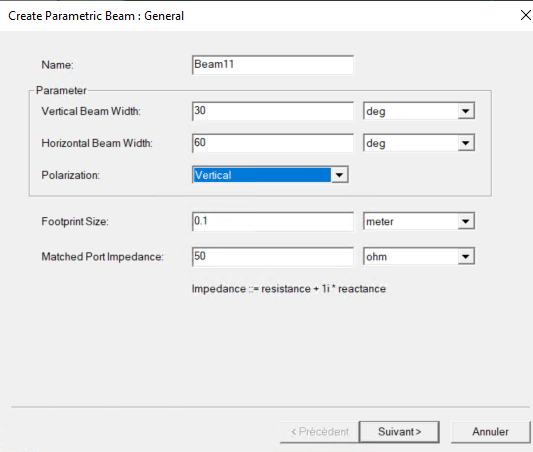 Create Parametric Beam : General
Name:
Beam11
Parameter
Vertical Beam Width:
30
deg
Horizontal Beam Width:
60
deg
Polarization:
Vertical
Footprint Size:
0.1
meter
Matched Port Impedance:
50
ohm
Impedance ::= resistance + 1i * reactance
< Précédent
Suivant >
Annuler